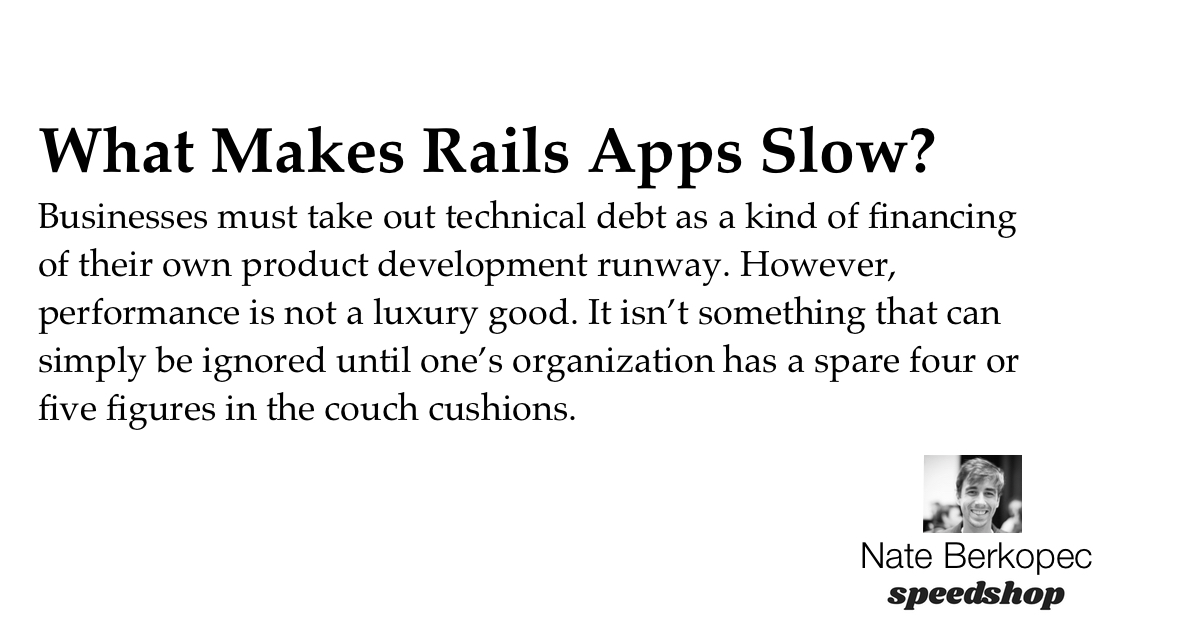 What Makes Rails Apps Slow?
Businesses must take out technical debt as a kind of financing
of their own product development runway. However,
performance is not a luxury good. It isn’t something that can
simply be ignored until one’s organization has a spare four or
five figures in the couch cushions.
Nate Berkopec
speedshop